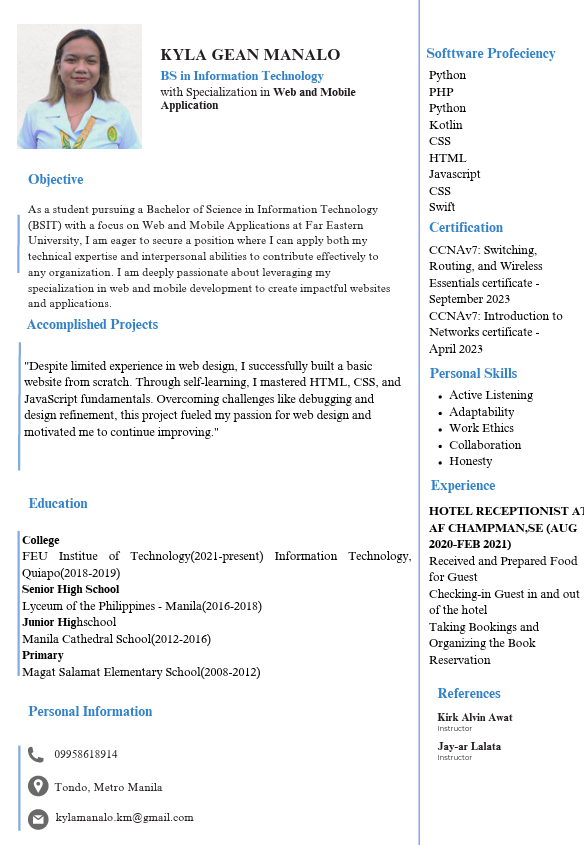 KYLA GEAN MANALO
BS in Information Technology
with Specialization in Web and Mobile
Application
Objective
As a student pursuing a Bachelor of Science in Information Technology
(BSIT) with a focus on Web and Mobile Applications at Far Eastern
University, I am eager to secure a position where I can apply both my
technical expertise and interpersonal abilities to contribute effectively to
any organization. I am deeply passionate about leveraging my
specialization in web and mobile development to create impactful websites
and applications.
Accomplished Projects
"Despite limited experience in web design, I successfully built a basic
website from scratch. Through self-learning, I mastered HTML, CSS, and
JavaScript fundamentals. Overcoming challenges like debugging and
design refinement, this project fueled my passion for web design and
motivated me to continue improving."
Education
College
FEU Institue of Technology(2021-present) Information Technology,
Quiapo(2018-2019)
Senior High School
Lyceum of the Philippines - Manila(2016-2018)
Junior Highschool
Manila Cathedral School(2012-2016)
Primary
Magat Salamat Elementary School(2008-2012)
Personal Information
09958618914
Tondo, Metro Manila
kylamanalo.km@gmail.com
Softtware Profeciency
Python
PHP
Python
Kotlin
CSS
HTML
Javascript
CSS
Swift
Certification
CCNAv7: Switching,
Routing, and Wireless
Essentials certificate -
September 2023
CCNAv7: Introduction to
Networks certificate -
April 2023
Personal Skills
• Active Listening
• Adaptability
• Work Ethics
• Collaboration
• Honesty
Experience
HOTEL RECEPTIONIST AT
AF CHAMPMAN,SE (AUG
2020-FEB 2021)
Received and Prepared Food
for Guest
Checking-in Guest in and out
of the hotel
Taking Bookings and
Organizing the Book
Reservation
References
Kirk Alvin Awat
Instructor
Jay-ar Lalata
Instructor